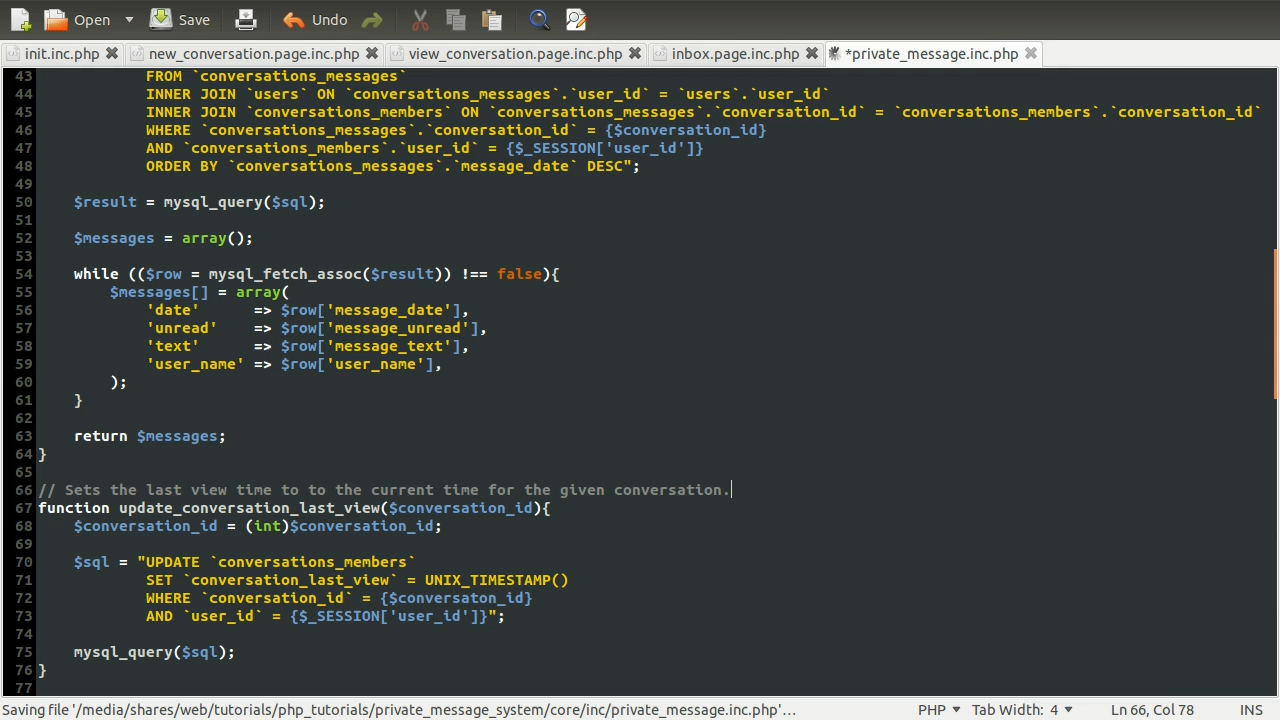 Open Save Undo
init.inc.php new_conversation.page.inc.php view_conversation.page.inc.php inbox.page.inc.php *private_message.inc.php
43 FROM `conversations_messages`
44 INNER JOIN `users` ON `conversations_messages`.`user_id` = `users`.`user_id`
45 INNER JOIN `conversations_members` ON `conversations_messages`.`conversation_id` = `conversations_members`.`conversation_id`
46 WHERE `conversations_messages`.`conversation_id` = {$conversation_id}
47 AND `conversations_members`.`user_id` = {$_SESSION['user_id']}
48 ORDER BY `conversations_messages`.`message_date` DESC";
49
50 $result = mysql_query($sql);
51
52 $messages = array();
53
54 while (($row = mysql_fetch_assoc($result)) !== false){
55 $messages[] = array(
56 'date' => $row['message_date'],
57 'unread' => $row['message_unread'],
58 'text' => $row['message_text'],
59 'user_name' => $row['user_name'],
60 );
61 }
62
63 return $messages;
64 }
65
66 // Sets the last view time to to the current time for the given conversation.
67 function update_conversation_last_view($conversation_id){
68 $conversation_id = (int)$conversation_id;
69
70 $sql = "UPDATE `conversations_members`
71 SET `conversation_last_view` = UNIX_TIMESTAMP()
72 WHERE `conversation_id` = {$conversaton_id}
73 AND `user_id` = {$_SESSION['user_id']}";
74
75 mysql_query($sql);
76 }
77
Saving file '/media/shares/web/tutorials/php_tutorials/private_message_system/core/inc/private_message.inc.php'... PHP Tab Width: 4 Ln 66, Col 78 INS